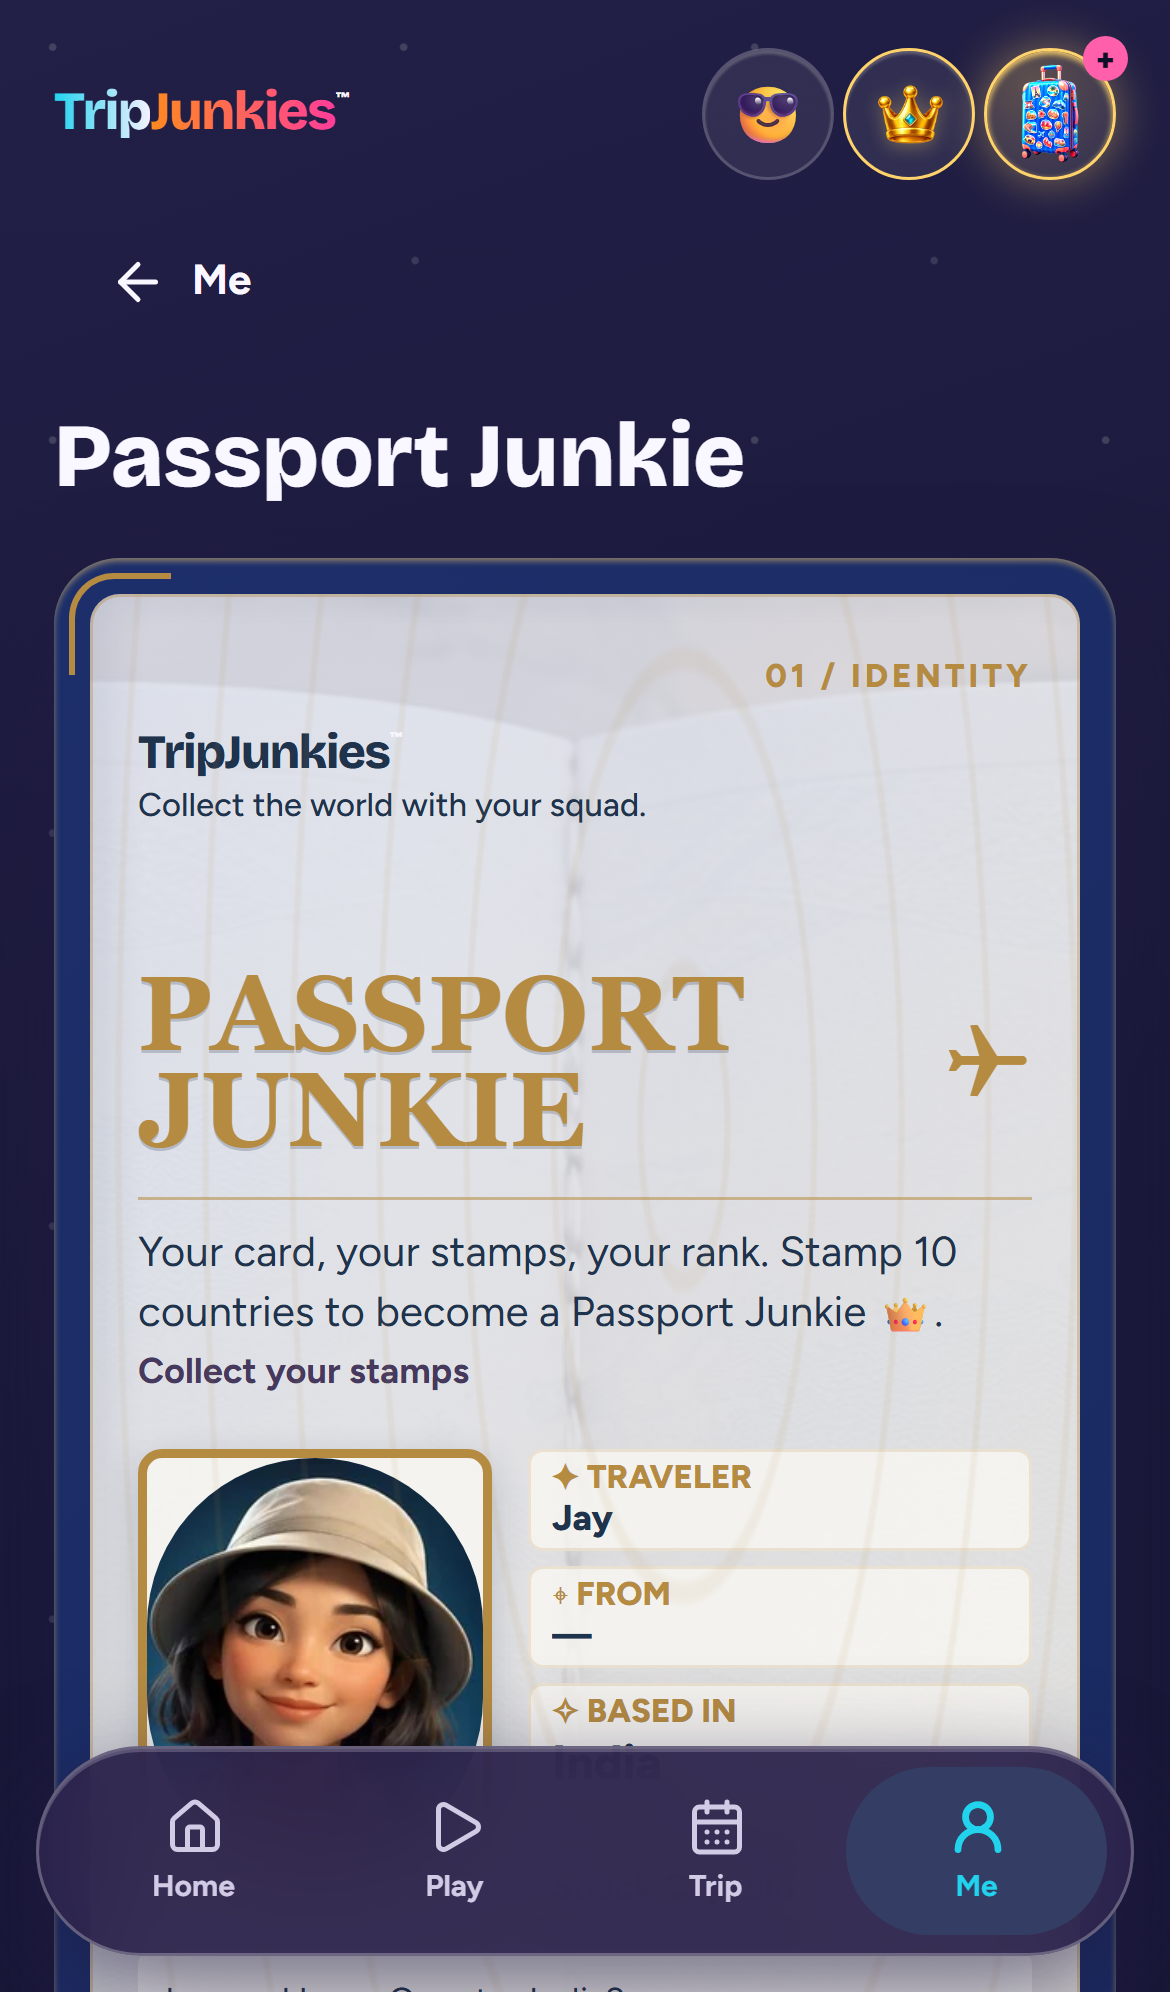 TripJunkies™
+
Me
Passport Junkie
01 / IDENTITY
TripJunkies™
Collect the world with your squad.
PASSPORT
JUNKIE
Your card, your stamps, your rank. Stamp 10
countries to become a Passport Junkie 👑.
Collect your stamps
TRAVELER
Jay
FROM
—
BASED IN
India
Home
Play
Trip
Me